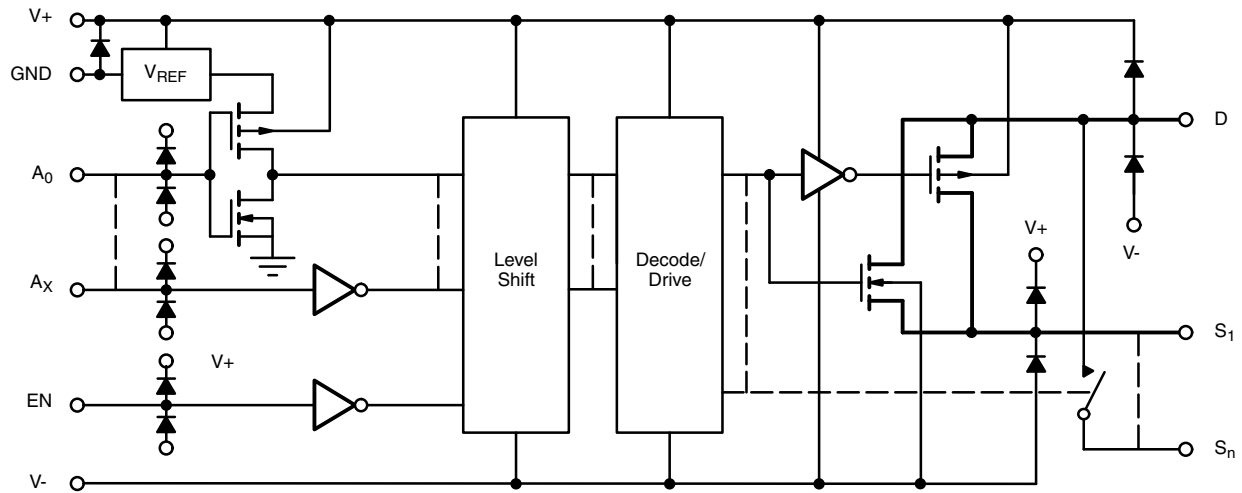 V+
GND
VREF
A0
AX
EN
V-
V+
Level
Shift
Decode/
Drive
D
V-
V+
S1
Sn